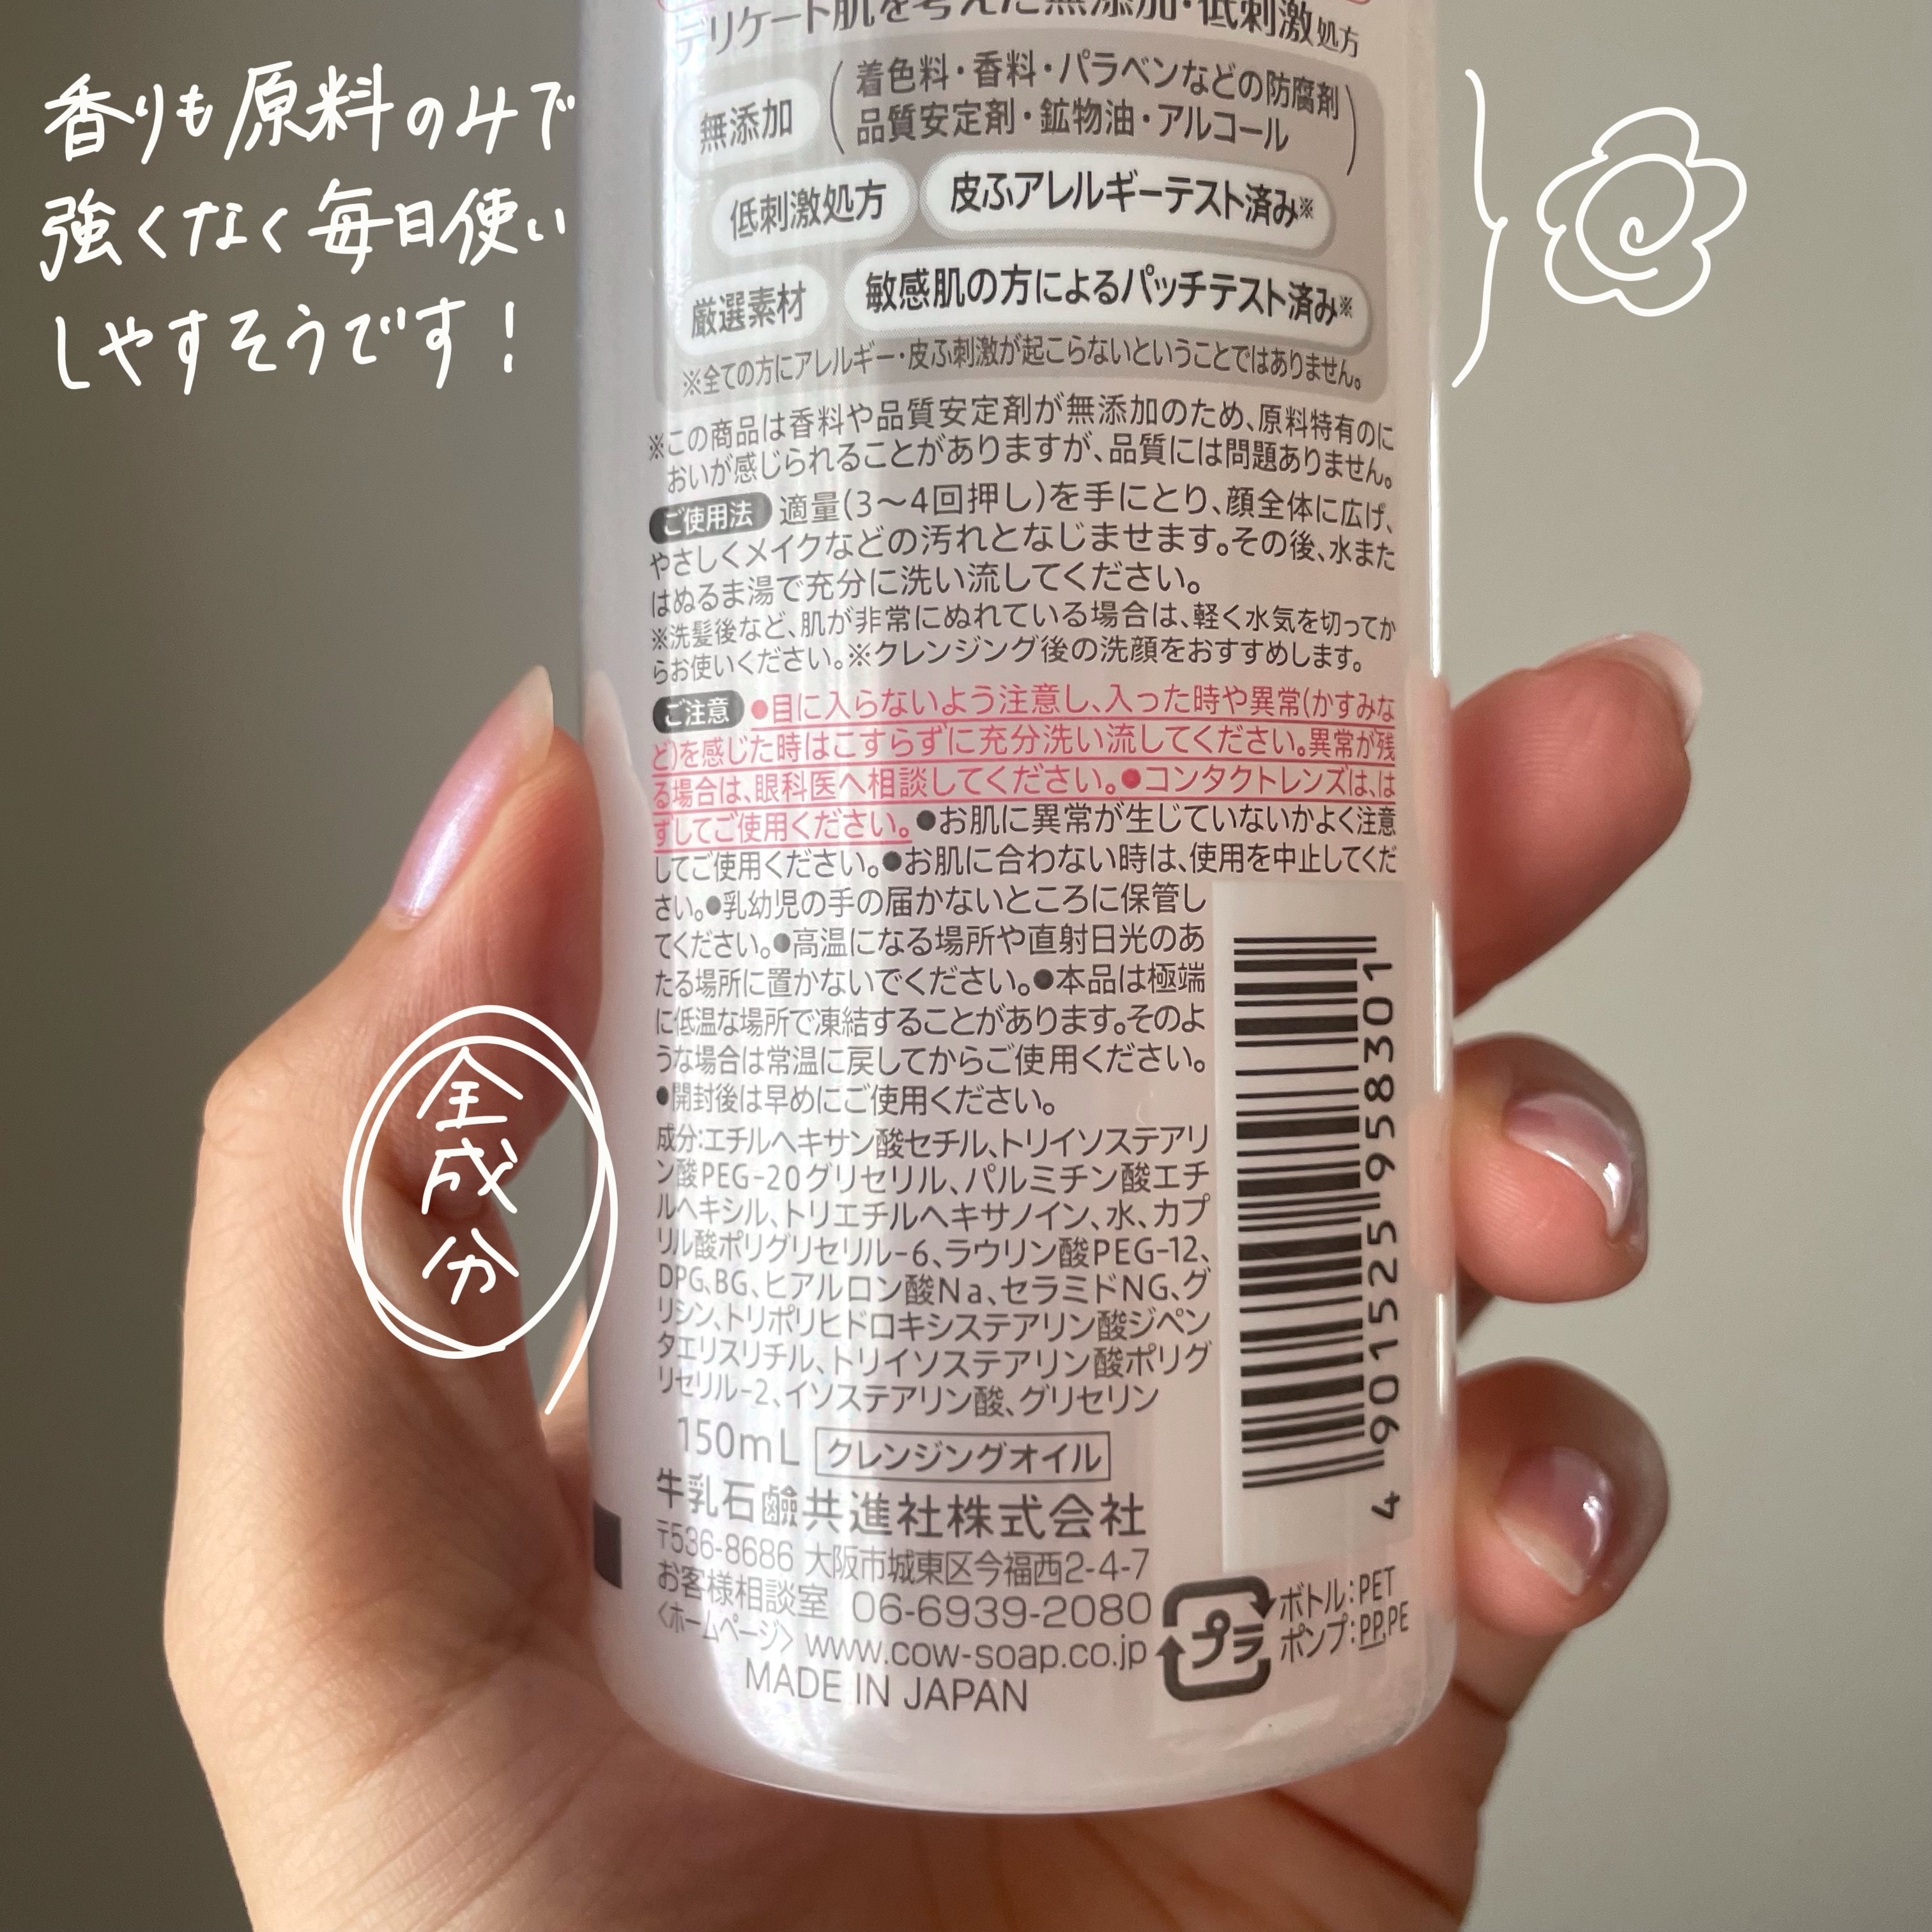 香りも原料のみで
強くなく毎日使い
しやすそうです!
デリケート肌を考えた無添加・低刺激処方
無添加
(着色料・香料・パラベンなどの防腐剤
品質安定剤・鉱物油・アルコール)
低刺激処方 皮ふアレルギーテスト済み※
厳選素材 敏感肌の方によるパッチテスト済み※
※全ての方にアレルギー・皮ふ刺激が起こらないということではありません。
※この商品は香料や品質安定剤が無添加のため、原料特有のに
おいが感じられることがありますが、品質には問題ありません。
ご使用法 適量(3〜4回押し)を手にとり、顔全体に広げ、
やさしくメイクなどの汚れとなじませます。その後、水また
はぬるま湯で充分に洗い流してください。
※洗髪後など、肌が非常にぬれている場合は、軽く水気を切ってか
らお使いください。※クレンジング後の洗顔をおすすめします。
ご注意 ●目に入らないよう注意し、入った時や異常(かすみな
ど)を感じた時はこすらずに充分洗い流してください。異常が残
る場合は、眼科医へ相談してください。●コンタクトレンズは、は
ずしてご使用ください。●お肌に異常が生じていないかよく注意
してご使用ください。●お肌に合わない時は、使用を中止してくだ
さい。●乳幼児の手の届かないところに保管し
てください。●高温になる場所や直射日光のあ
たる場所に置かないでください。●本品は極端
に低温な場所で凍結することがあります。そのよ
うな場合は常温に戻してからご使用ください。
●開封後は早めにご使用ください。
全成分
成分:エチルヘキサン酸セチル、トリイソステアリ
ン酸PEG-20グリセリル、パルミチン酸エチ
ルヘキシル、トリエチルヘキサノイン、水、カプ
リル酸ポリグリセリル-6、ラウリン酸PEG-12、
DPG、BG、ヒアルロン酸Na、セラミドNG、グ
リシン、トリポリヒドロキシステアリン酸ジペン
タエリスリチル、トリイソステアリン酸ポリグ
リセリル-2、イソステアリン酸、グリセリン
150mL クレンジングオイル
牛乳石鹼共進社株式会社
〒536-8686 大阪市城東区今福西2-4-7
お客様相談室 06-6939-2080
〈ホームページ〉 www.cow-soap.co.jp
MADE IN JAPAN
プラ
ボトル:PET
ポンプ:PP,PE
4 901525 958301